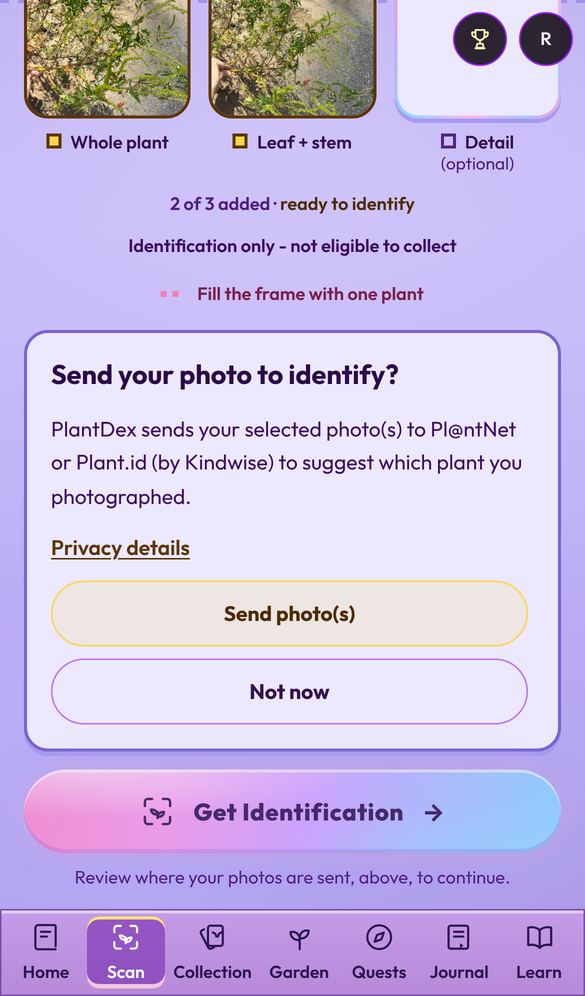 R
Whole plant
Leaf + stem
Detail
(optional)
2 of 3 added · ready to identify
Identification only - not eligible to collect
Fill the frame with one plant
Send your photo to identify?
PlantDex sends your selected photo(s) to Pl@ntNet
or Plant.id (by Kindwise) to suggest which plant you
photographed.
Privacy details
Send photo(s)
Not now
Get Identification →
Review where your photos are sent, above, to continue.
Home
Scan
Collection
Garden
Quests
Journal
Learn